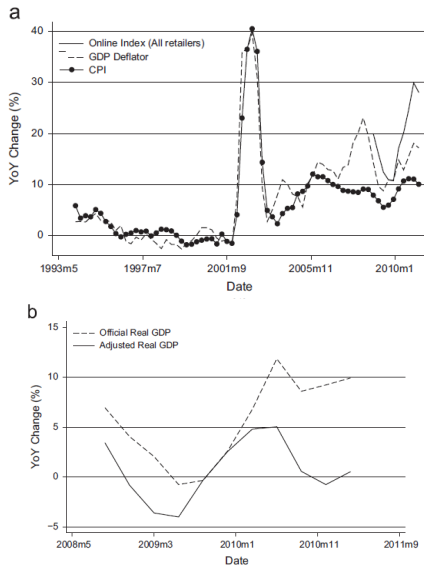 a
Online Index (All retailers)
GDP Deflator
CPI
YoY Change (%)
40
30
20
10
0
1993m5 1997m7 2001m9 2005m11 2010m1
Date
b
Official Real GDP
Adjusted Real GDP
YoY Change (%)
15
10
5
0
−5
2008m5 2009m3 2010m1 2010m11 2011m9
Date